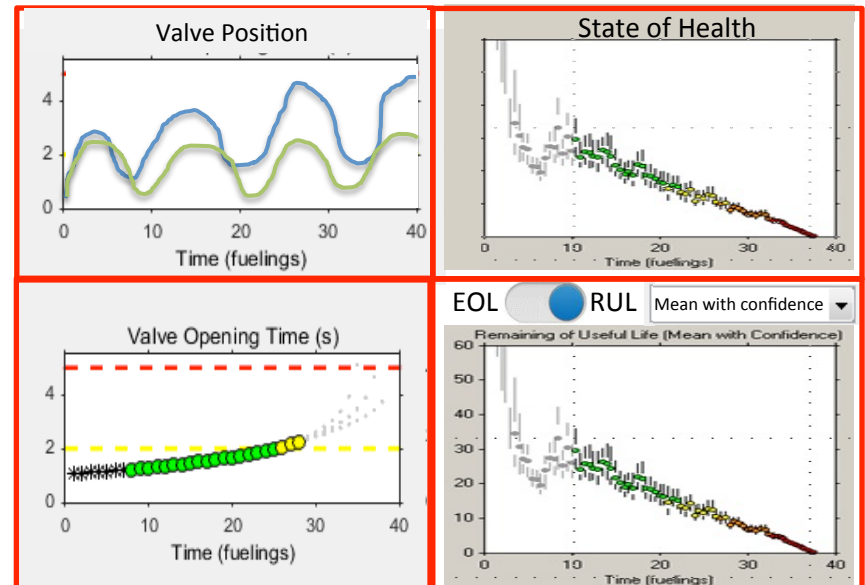 Valve Position
4
2
0
0 10 20 30 40
Time (fuelings)
State of Health
0 10 20 30 40
Time (fuelings)
Valve Opening Time (s)
4
2
0
0 10 20 30 40
Time (fuelings)
EOL RUL Mean with confidence
Remaining of Useful Life (Mean with Confidence)
60
50
40
30
20
10
0
0 10 20 30 40
Time (fuelings)